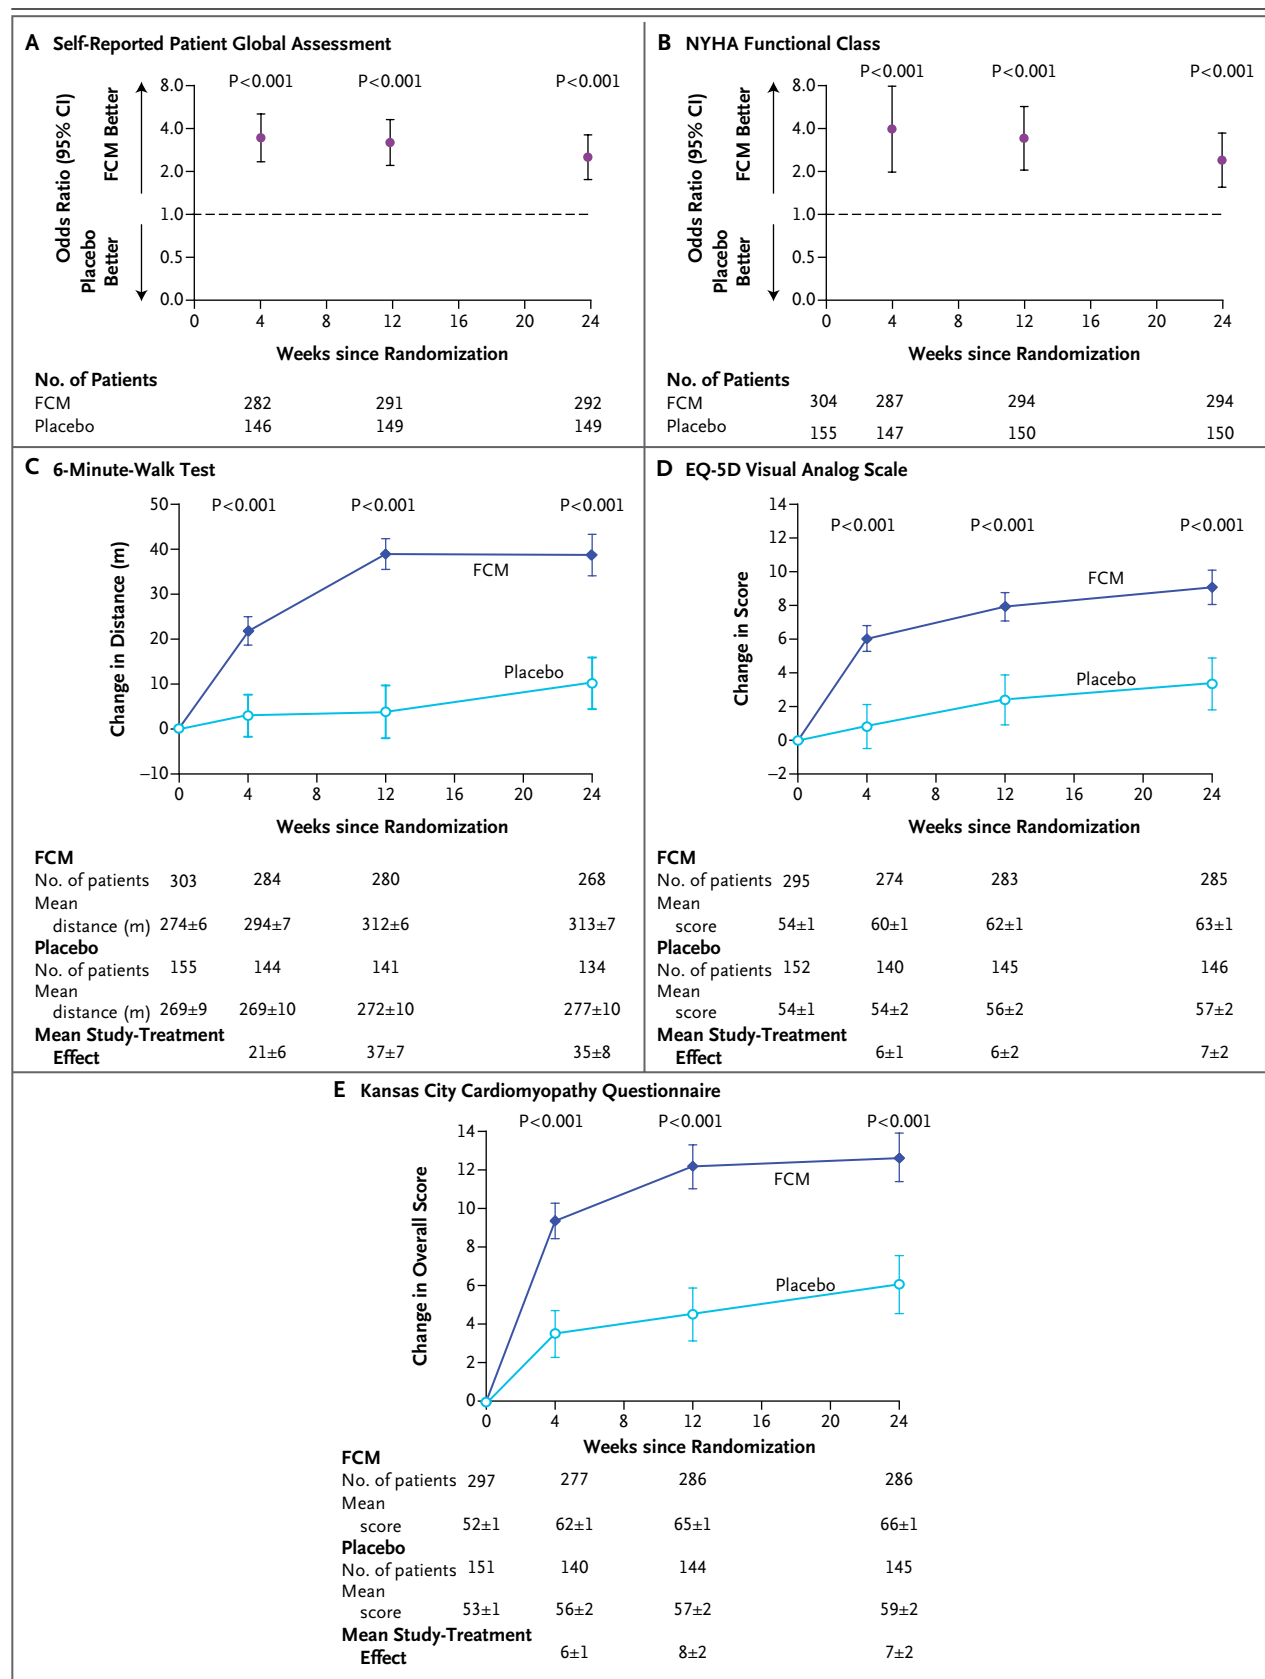 A Self-Reported Patient Global Assessment
P<0.001 P<0.001 P<0.001
Odds Ratio (95% CI)
FCM Better
Placebo
Better
8.0
4.0
2.0
1.0
0.5
0.0
0 4 12 16 20 24
Weeks since Randomization
No. of Patients
FCM 282 291 292
Placebo 146 149 149
B NYHA Functional Class
P<0.001 P<0.001 P<0.001
Odds Ratio (95% CI)
FCM Better
Placebo
Better
8.0
4.0
2.0
1.0
0.5
0.0
0 4 8 12 16 20 24
Weeks since Randomization
No. of Patients
FCM 304 287 294 294
Placebo 155 147 150 150
C 6-Minute-Walk Test
P<0.001 P<0.001 P<0.001
Change in Distance (m)
50
40
30
20
10
0
−10
FCM
Placebo
0 4 8 12 16 20 24
Weeks since Randomization
FCM
No. of patients 303 284 280 268
Mean
distance (m) 274±6 294±7 312±6 313±7
Placebo
No. of patients 155 144 141 134
Mean
distance (m) 269±9 269±10 272±10 277±10
Mean Study-Treatment
Effect 21±6 37±7 35±8
D EQ-5D Visual Analog Scale
P<0.001 P<0.001 P<0.001
Change in Score
14
12
10
8
6
4
2
0
−2
FCM
Placebo
0 4 8 12 16 20 24
Weeks since Randomization
FCM
No. of patients 295 274 283 285
Mean
score 54±1 60±1 62±1 63±1
Placebo
No. of patients 152 140 145 146
Mean
score 54±1 54±2 56±2 57±2
Mean Study-Treatment
Effect 6±1 6±2 7±2
E Kansas City Cardiomyopathy Questionnaire
P<0.001 P<0.001 P<0.001
Change in Overall Score
14
12
10
8
6
4
2
0
FCM
Placebo
0 4 8 12 16 20 24
Weeks since Randomization
FCM
No. of patients 297 277 286 286
Mean
score 52±1 62±1 65±1 66±1
Placebo
No. of patients 151 140 144 145
Mean
score 53±1 56±2 57±2 59±2
Mean Study-Treatment
Effect 6±1 8±2 7±2